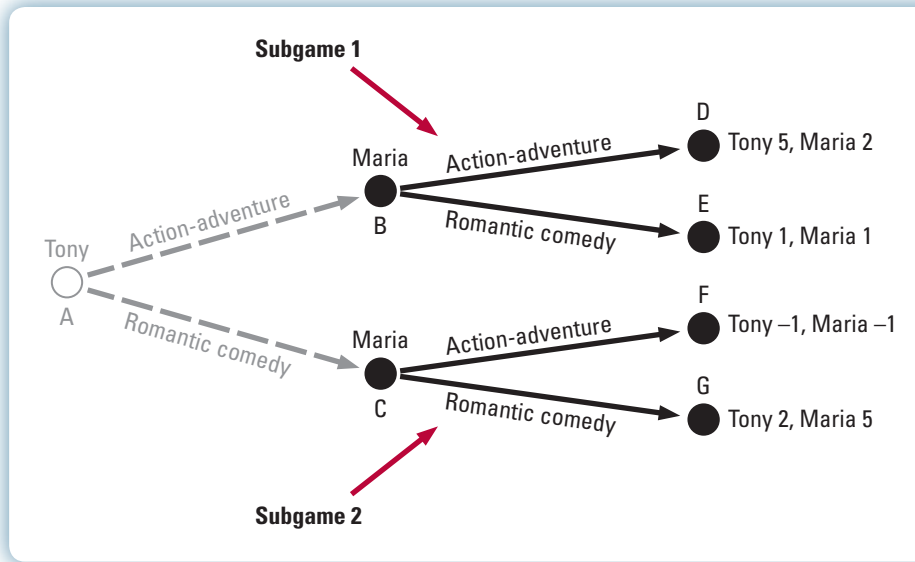 Subgame 1
D
Tony 5, Maria 2
Action-adventure
Maria
B
Action-adventure
Romantic comedy
E
Tony 1, Maria 1
Tony
A
F
Tony –1, Maria –1
Romantic comedy
Maria
C
Action-adventure
Romantic comedy
G
Tony 2, Maria 5
Subgame 2